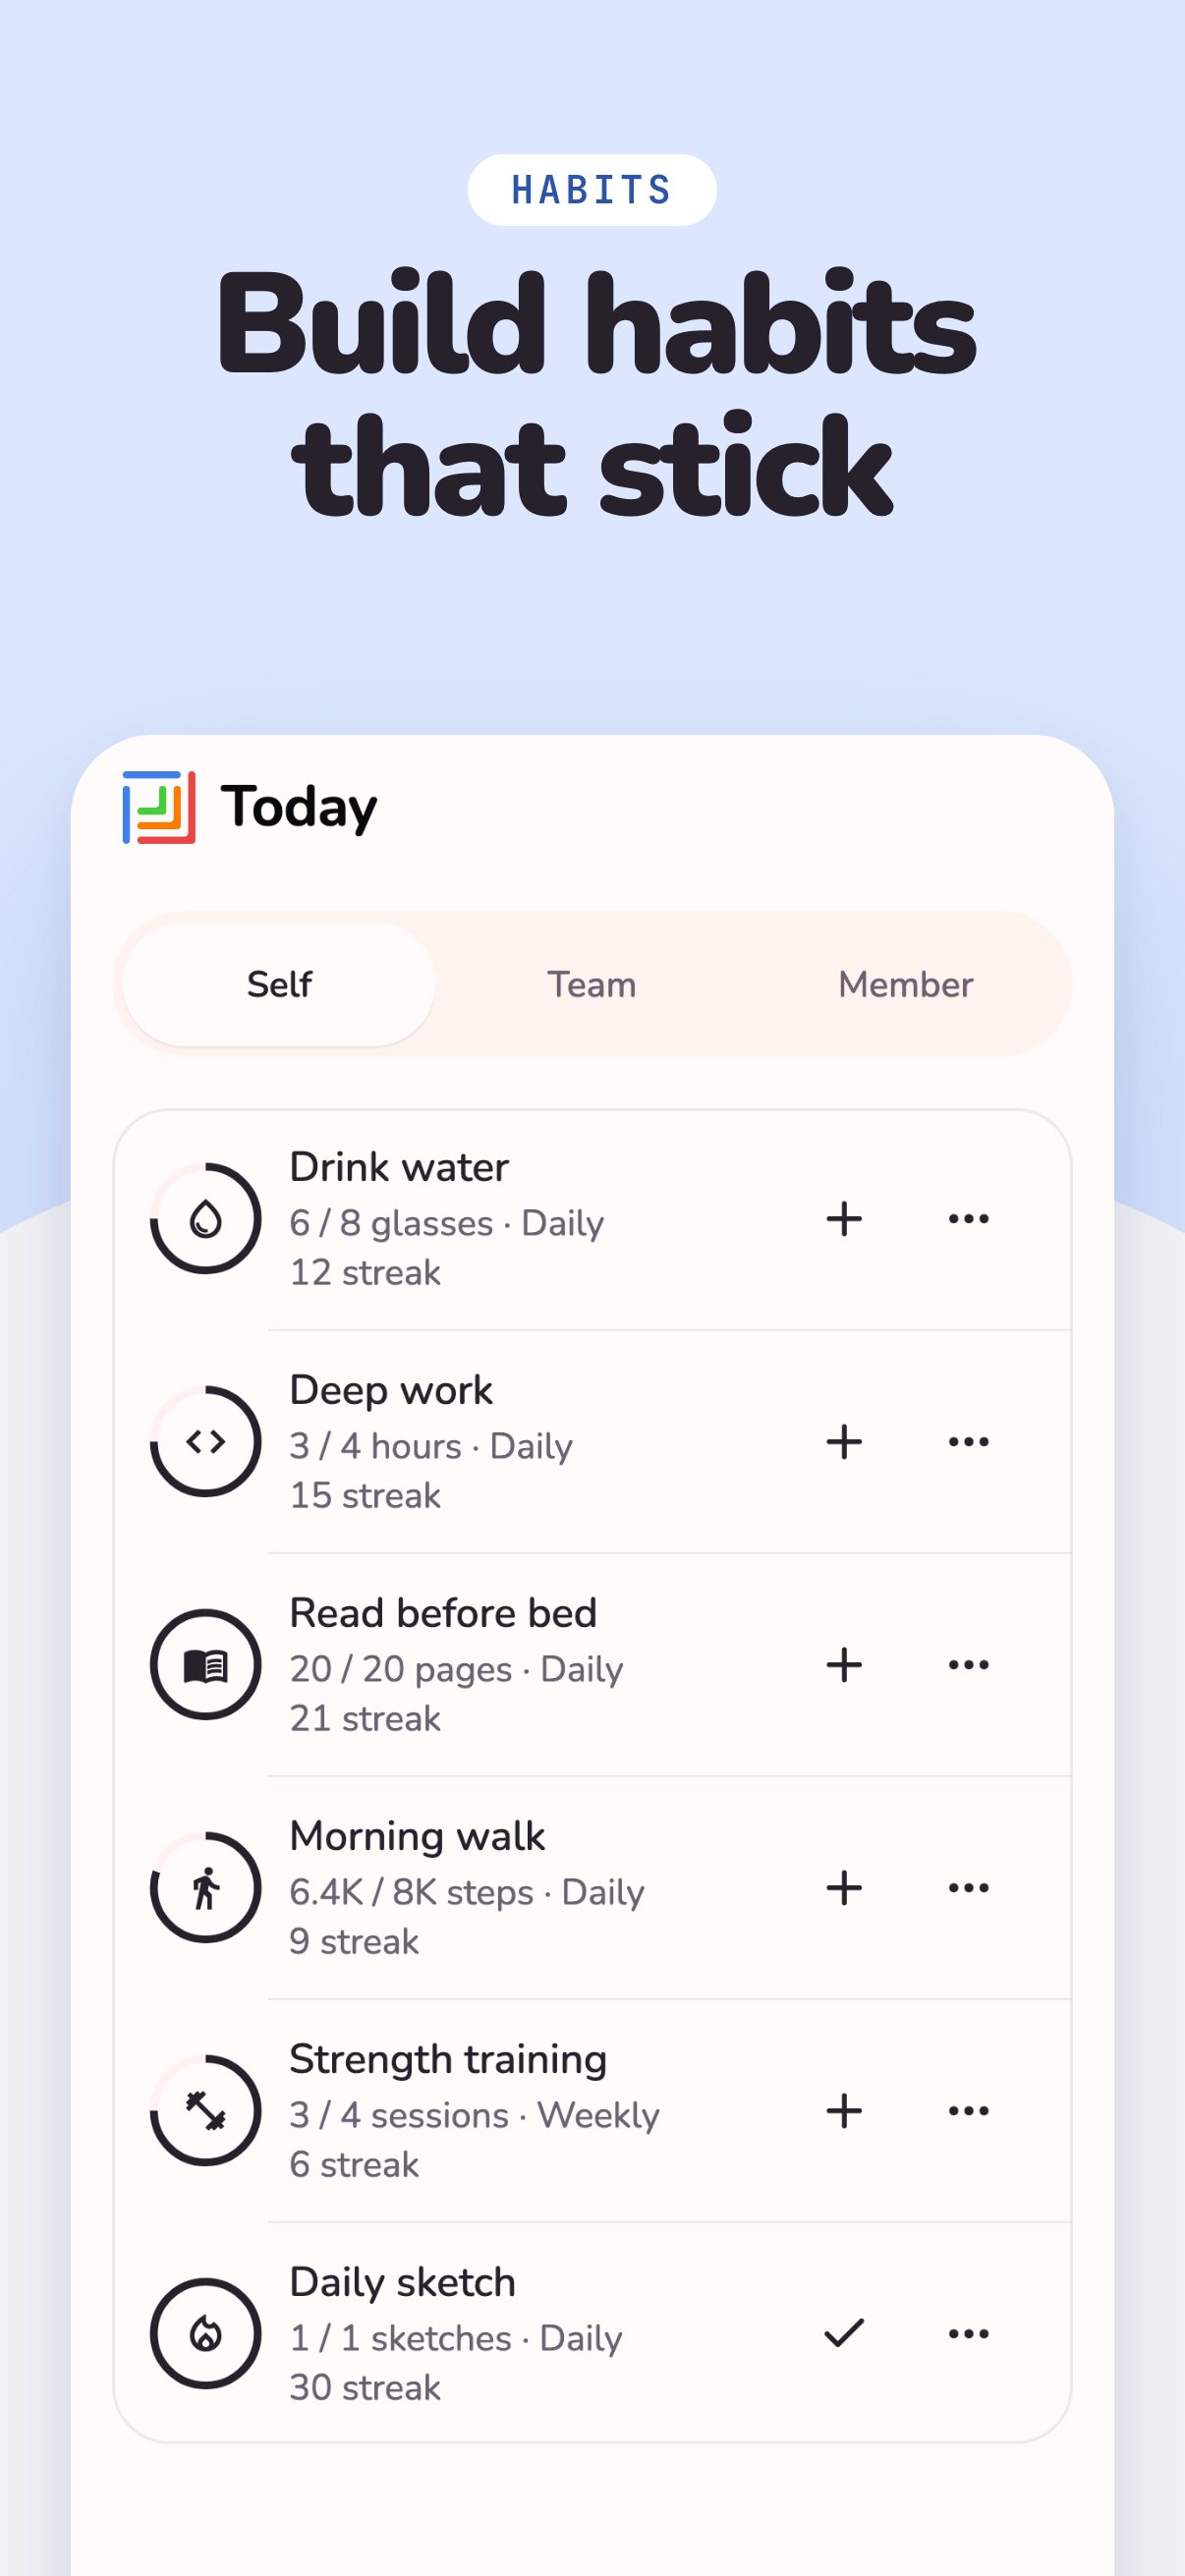 HABITS
Build habits
that stick
Today
Self Team Member
Drink water
6 / 8 glasses · Daily
12 streak
Deep work
3 / 4 hours · Daily
15 streak
Read before bed
20 / 20 pages · Daily
21 streak
Morning walk
6.4K / 8K steps · Daily
9 streak
Strength training
3 / 4 sessions · Weekly
6 streak
Daily sketch
1 / 1 sketches · Daily
30 streak